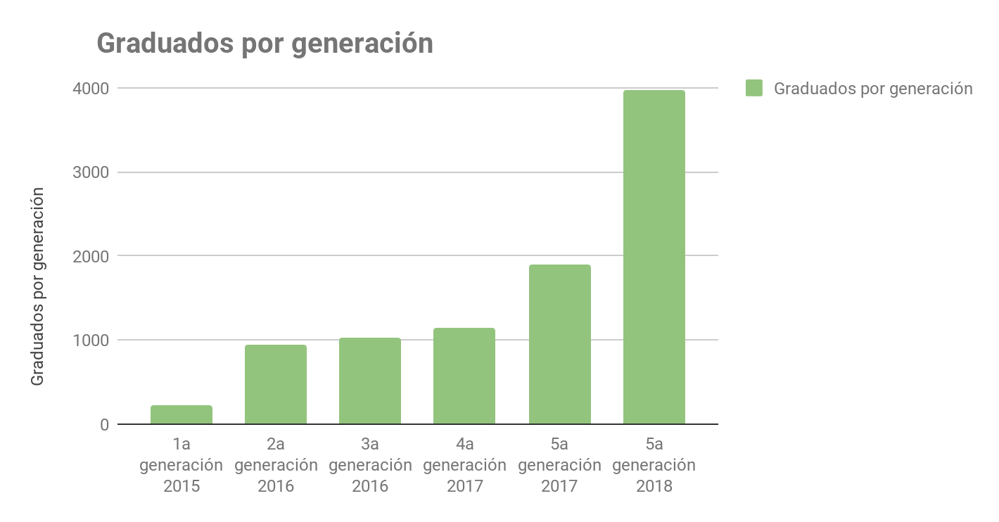 Graduados por generación
Graduados por generación
Graduados por generación
4000
3000
2000
1000
0
1a
generación
2015
2a
generación
2016
3a
generación
2016
4a
generación
2017
5a
generación
2017
5a
generación
2018